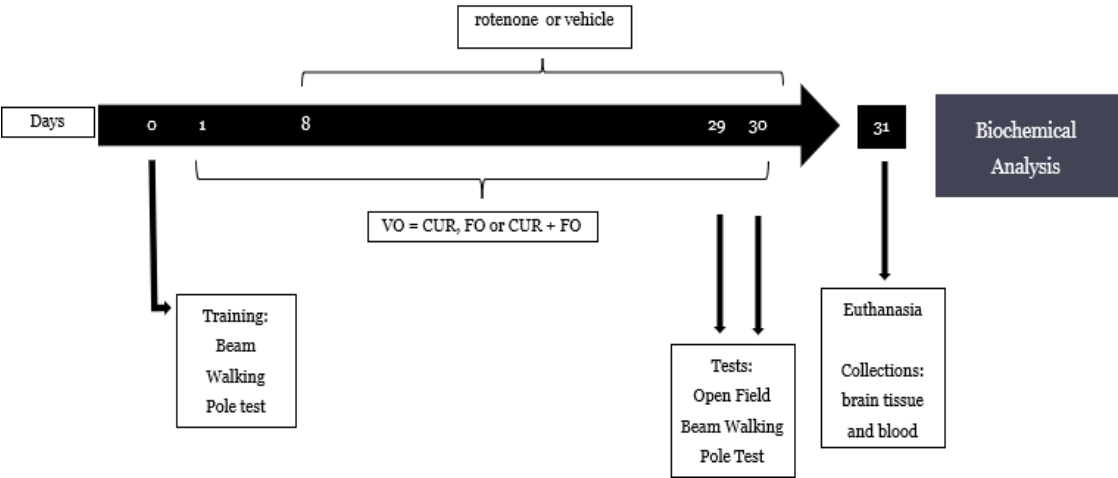 rotenone or vehicle
Days
0
1
8
29
30
31
Biochemical
Analysis
VO = CUR, FO or CUR + FO
Training:
Beam
Walking
Pole test
Tests:
Open Field
Beam Walking
Pole Test
Euthanasia
Collections:
brain tissue
and blood